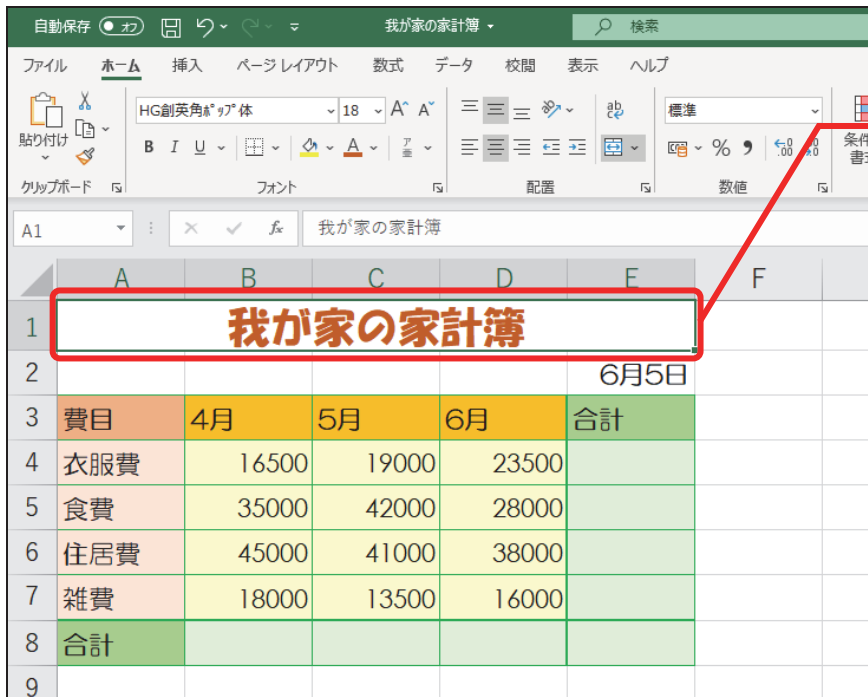 自動保存 オフ 我が家の家計簿 検索
ファイル ホーム 挿入 ページ レイアウト 数式 データ 校閲 表示 ヘルプ
貼り付け HG創英角ﾎﾟｯﾌﾟ体 18 A A ab 標準
B I U A ア 亜 % 9 .00
クリップボード フォント 配置 数値
A1 fx 我が家の家計簿
A B C D E F
1 我が家の家計簿
2 6月5日
3 費目 4月 5月 6月 合計
4 衣服費 16500 19000 23500
5 食費 35000 42000 28000
6 住居費 45000 41000 38000
7 雑費 18000 13500 16000
8 合計
9